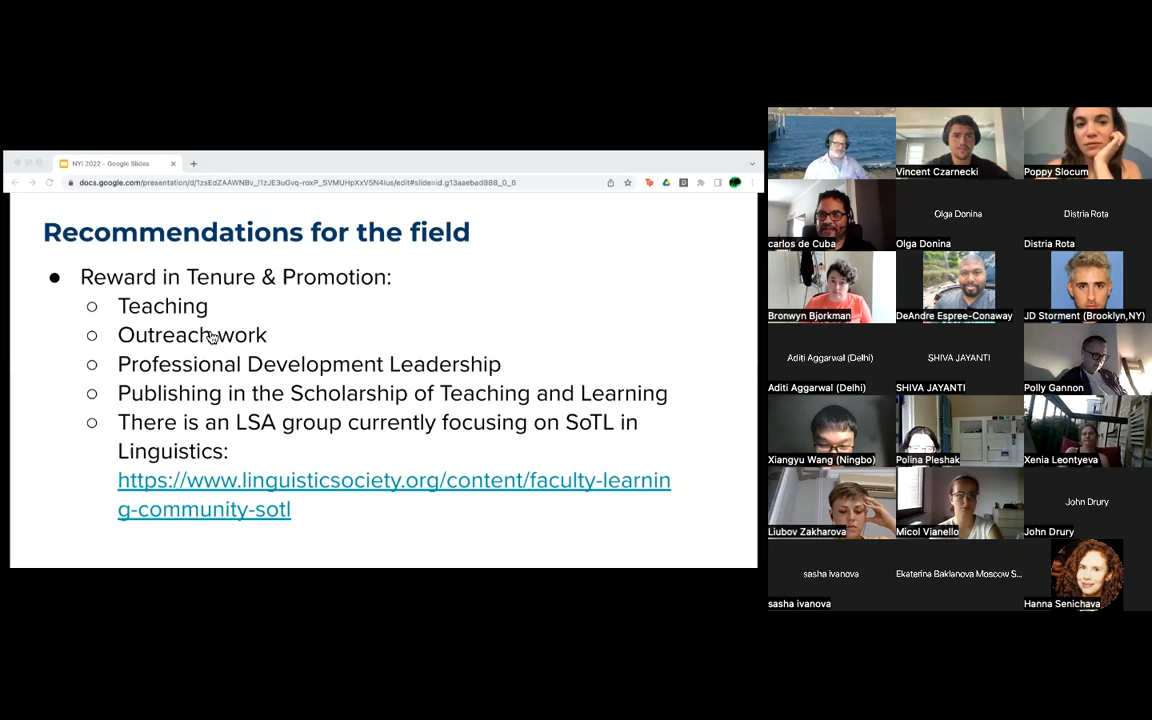 NYI 2022 - Google Slides
Recommendations for the field
● Reward in Tenure & Promotion:
○ Teaching
○ Outreach work
○ Professional Development Leadership
○ Publishing in the Scholarship of Teaching and Learning
○ There is an LSA group currently focusing on SoTL in
Linguistics:
https://www.linguisticsociety.org/content/faculty-learnin
g-community-sotl
Vincent Czarnecki
Poppy Slocum
carlos de Cuba
Olga Donina
Olga Donina
Distria Rota
Distria Rota
Bronwyn Bjorkman
DeAndre Espree-Conaway
JD Storment (Brooklyn,NY)
Aditi Aggarwal (Delhi)
Aditi Aggarwal (Delhi)
SHIVA JAYANTI
SHIVA JAYANTI
Polly Gannon
Xiangyu Wang (Ningbo)
Polina Pleshak
Xenia Leontyeva
Liubov Zakharova
Micol Vianello
John Drury
John Drury
sasha ivanova
sasha ivanova
Ekaterina Baklanova Moscow S...
Hanna Senichava